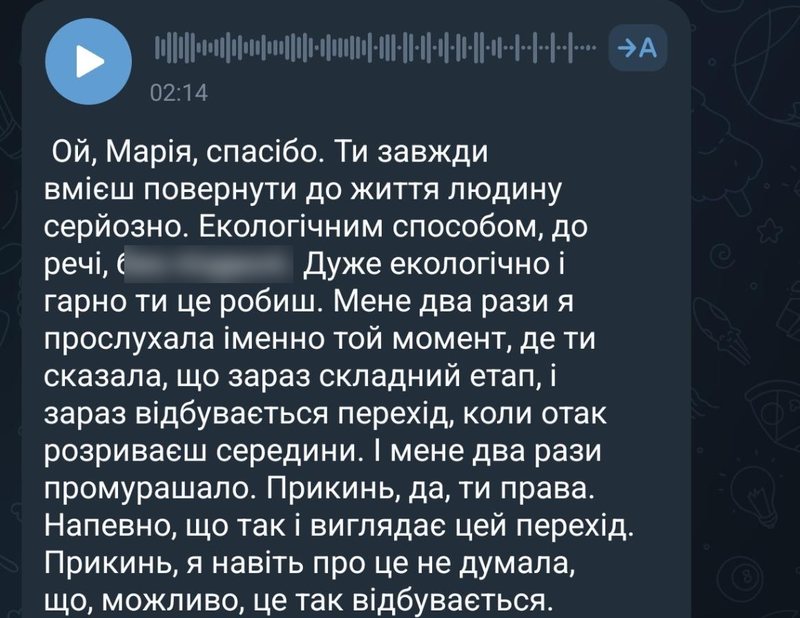 →A
02:14
Ой, Марія, спасібо. Ти завжди
вмієш повернути до життя людину
серйозно. Екологічним способом, до
речі, Дуже екологічно і
гарно ти це робиш. Мене два рази я
прослухала іменно той момент, де ти
сказала, що зараз складний етап, і
зараз відбувається перехід, коли отак
розриваєш середини. І мене два рази
промурашало. Прикинь, да, ти права.
Напевно, що так і виглядає цей перехід.
Прикинь, я навіть про це не думала,
що, можливо, це так відбувається.